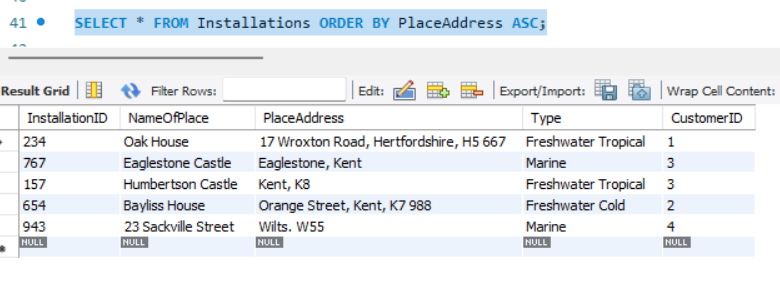 41 SELECT * FROM Installations ORDER BY PlaceAddress ASC;
Result Grid Filter Rows: Edit: Export/Import: Wrap Cell Content:
InstallationID NameOfPlace PlaceAddress Type CustomerID
234 Oak House 17 Wroxton Road, Hertfordshire, H5 667 Freshwater Tropical 1
767 Eaglestone Castle Eaglestone, Kent Marine 3
157 Humbertson Castle Kent, K8 Freshwater Tropical 3
654 Bayliss House Orange Street, Kent, K7 988 Freshwater Cold 2
943 23 Sackville Street Wilts. W55 Marine 4
NULL NULL NULL NULL NULL